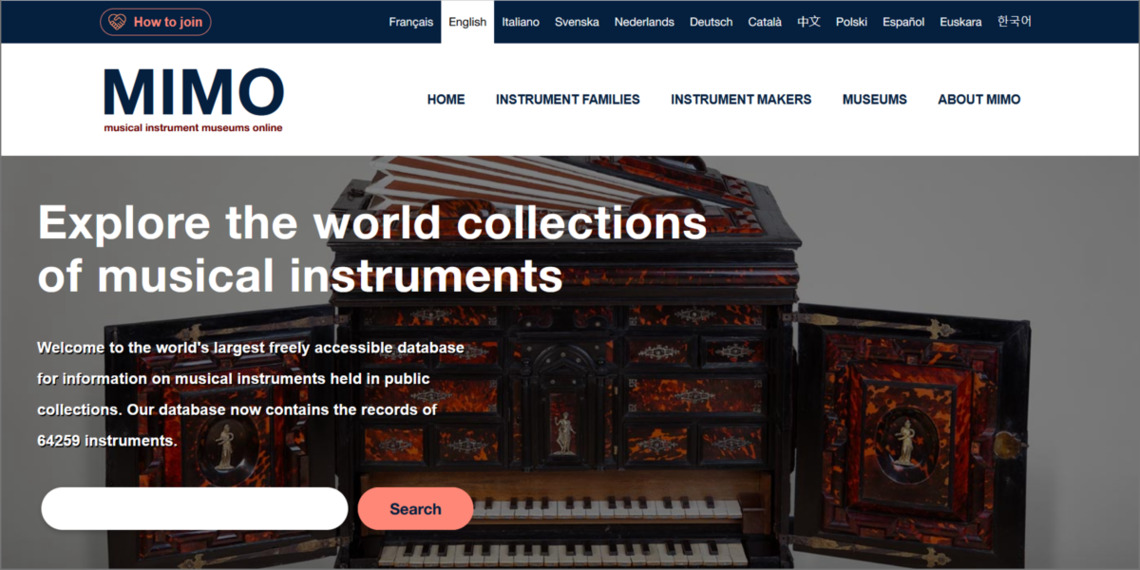 How to join
Français English Italiano Svenska Nederlands Deutsch Català 中文 Polski Español Euskara 한국어
MIMO
musical instrument museums online
HOME INSTRUMENT FAMILIES INSTRUMENT MAKERS MUSEUMS ABOUT MIMO
Explore the world collections
of musical instruments
Welcome to the world's largest freely accessible database
for information on musical instruments held in public
collections. Our database now contains the records of
64259 instruments.
Search